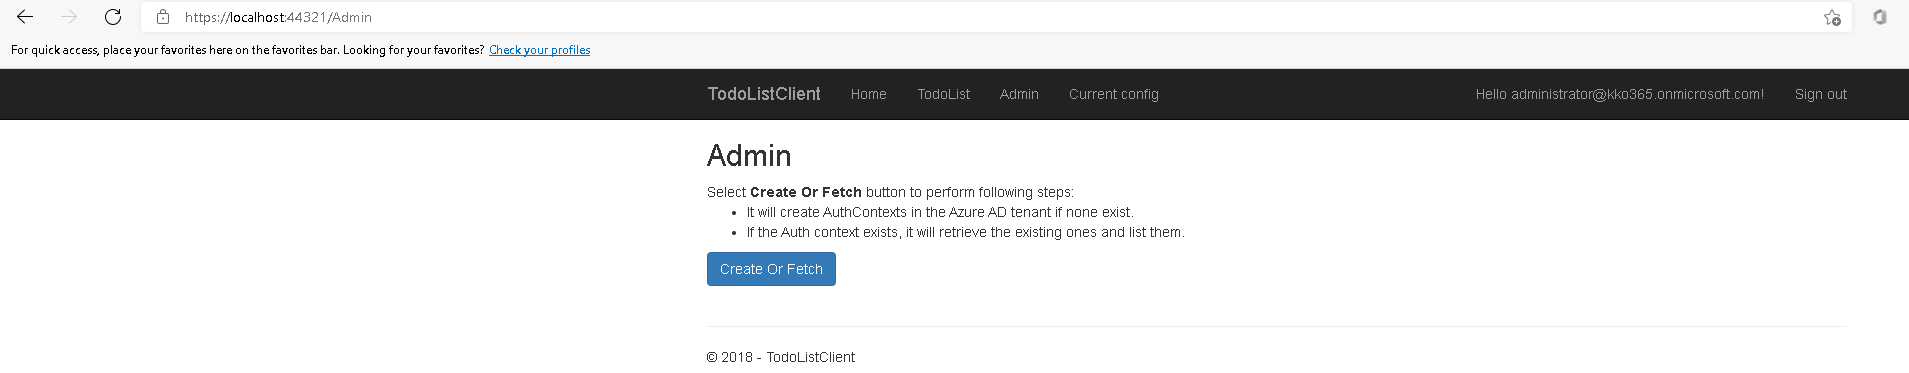 https://localhost:44321/Admin
For quick access, place your favorites here on the favorites bar. Looking for your favorites? Check your profiles
TodoListClient Home TodoList Admin Current config Hello administrator@kko365.onmicrosoft.com! Sign out
Admin
Select Create Or Fetch button to perform following steps:
• It will create AuthContexts in the Azure AD tenant if none exist.
• If the Auth context exists, it will retrieve the existing ones and list them.
Create Or Fetch
© 2018 - TodoListClient